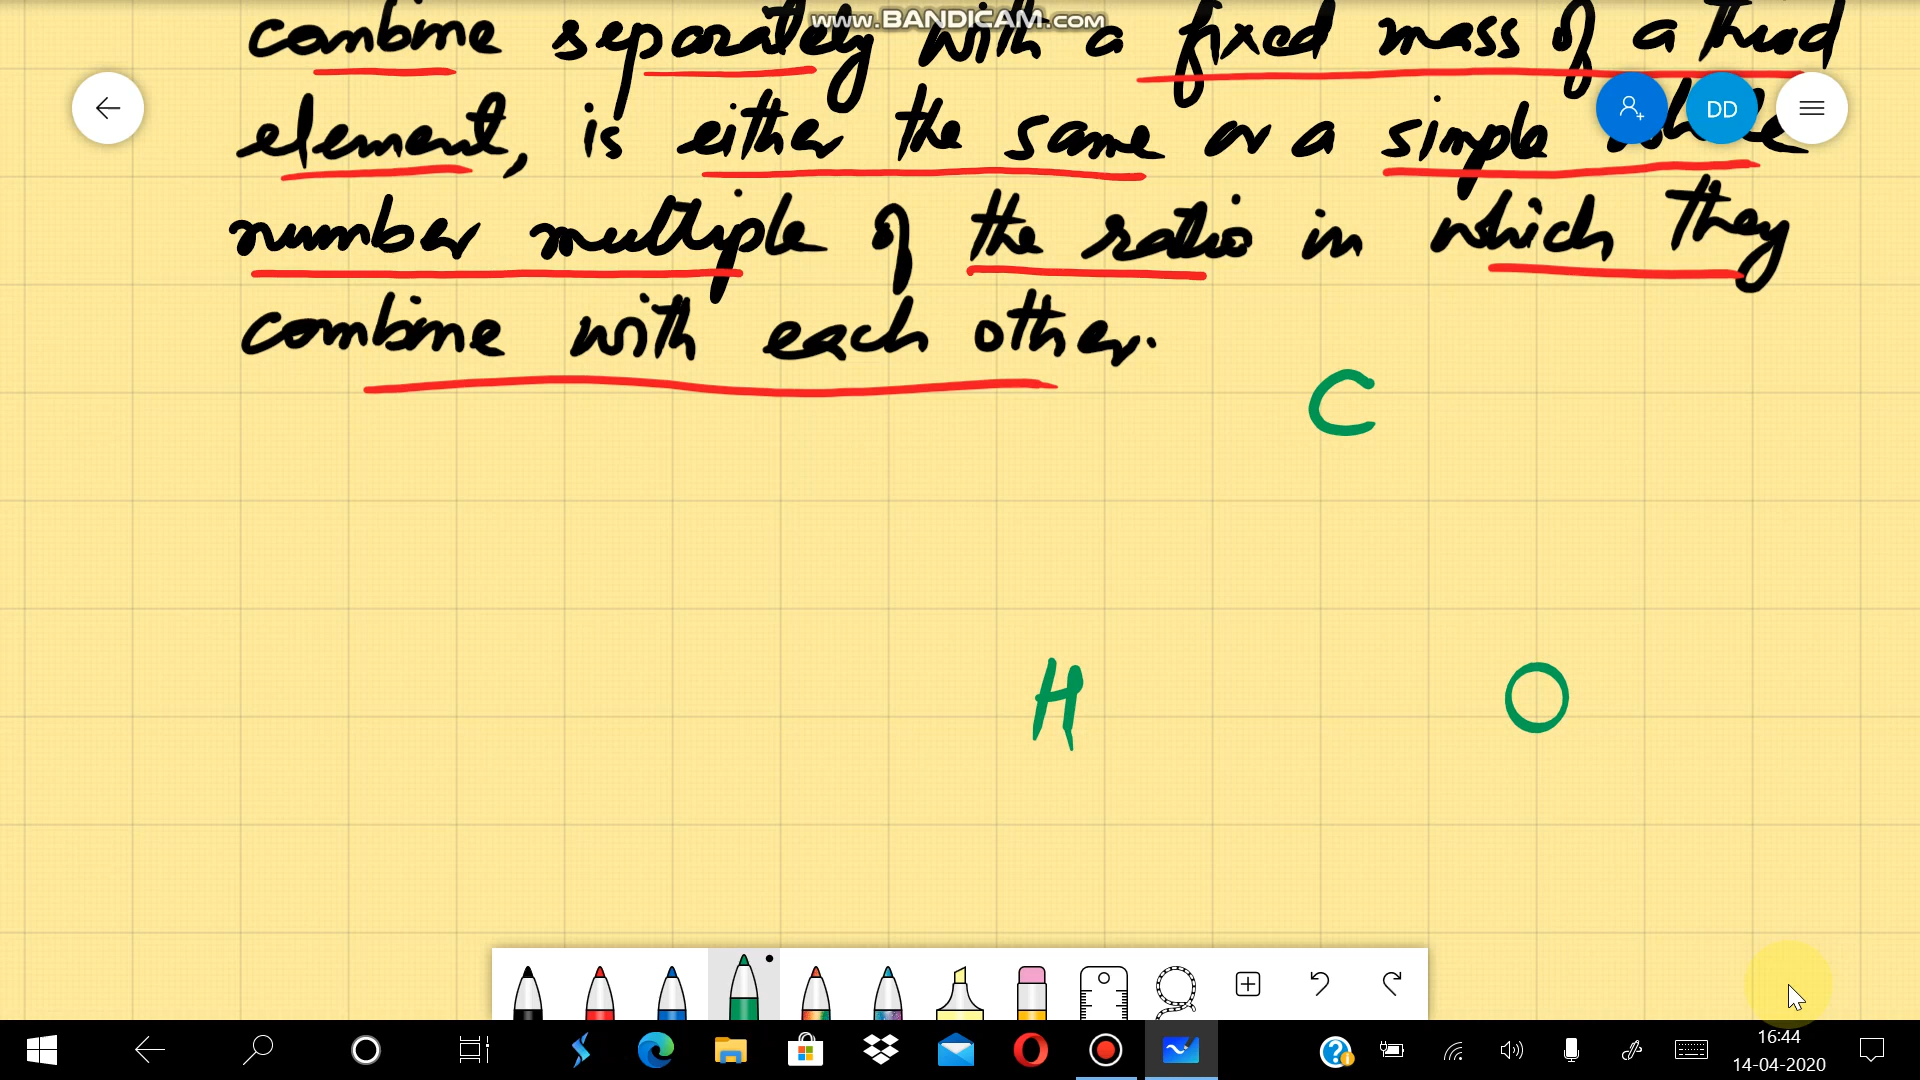 www.BANDICAM.com
combine separately with a fixed mass of a third
DD
element, is either the same or a simple whole
number multiple of the ratio in which they
combine with each other.
C
H O
16:44
14-04-2020